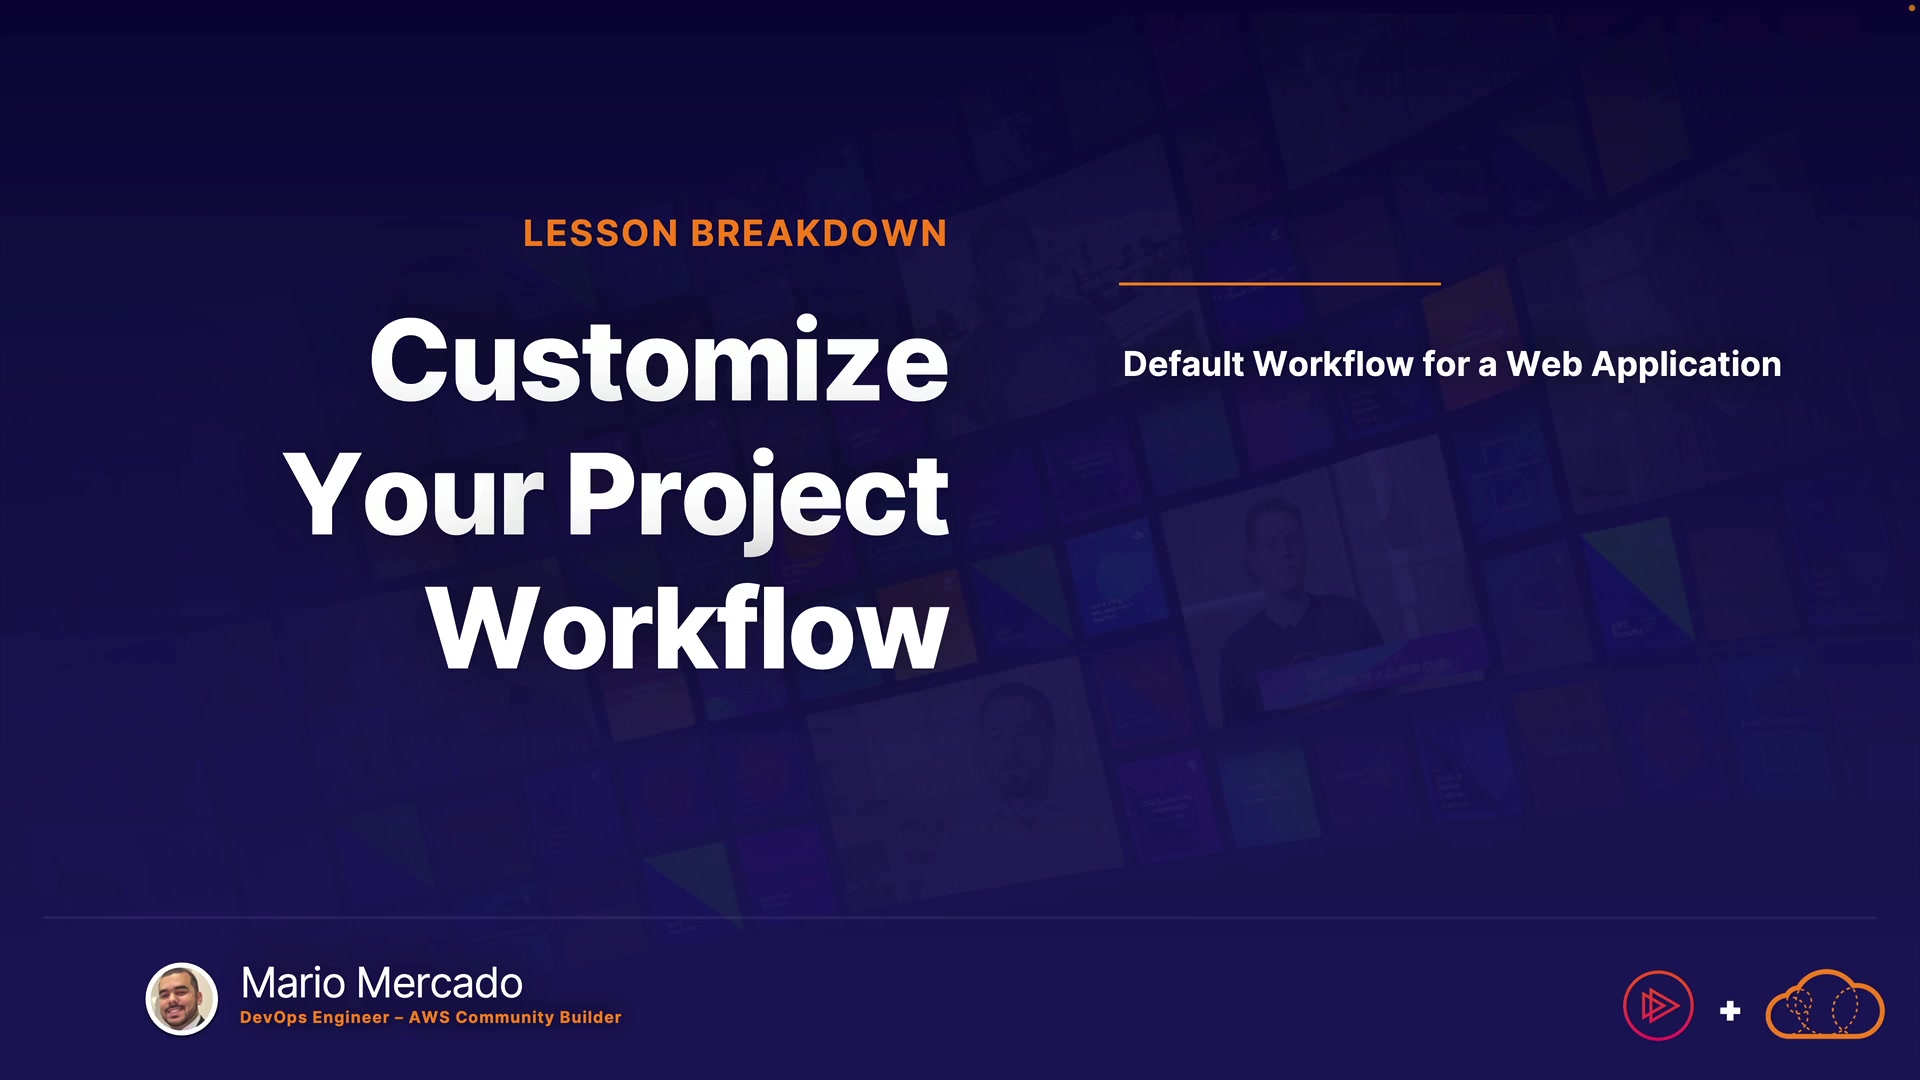 LESSON BREAKDOWN
Customize
Your Project
Workflow
Default Workflow for a Web Application
Mario Mercado
DevOps Engineer – AWS Community Builder